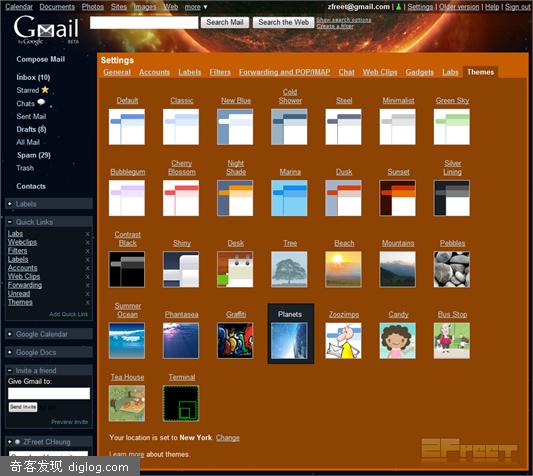 Calendar Documents Photos Sites Images Web more ▼
zfreet@gmail.com | | Settings | Older version | Help | Sign out
Gmail
by Google BETA
Search Mail Search the Web
Show search options
Create a filter
Compose Mail
Inbox (10)
Starred
Chats
Sent Mail
Drafts (8)
All Mail
Spam (29)
Trash
Contacts
Labels
Quick Links
Labs x
Webclips x
Filters x
Labels x
Accounts x
Web Clips x
Forwarding x
Unread x
Themes x
Add Quick Link
Google Calendar
Google Docs
Invite a friend
Give Gmail to:
Send Invite
Preview Invite
ZFreet CHeung
Settings
General Accounts Labels Filters Forwarding and POP/IMAP Chat Web Clips Gadgets Labs Themes
Default Classic New Blue Cold Shower Steel Minimalist Green Sky
Bubblegum Cherry Blossom Night Shade Marina Dusk Sunset Silver Lining
Contrast Black Shiny Desk Tree Beach Mountains Pebbles
Summer Ocean Phantasea Graffiti Planets Zoozimps Candy Bus Stop
Tea House Terminal
Your location is set to New York. Change
Learn more about themes.
ZFreet
奇客发现 diglog.com